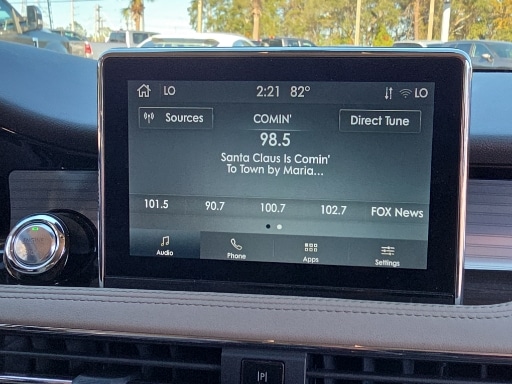 LO 2:21 82° LO
Sources COMIN' Direct Tune
98.5
Santa Claus Is Comin'
To Town by Maria...
101.5 90.7 100.7 102.7 FOX News
Audio Phone Apps Settings